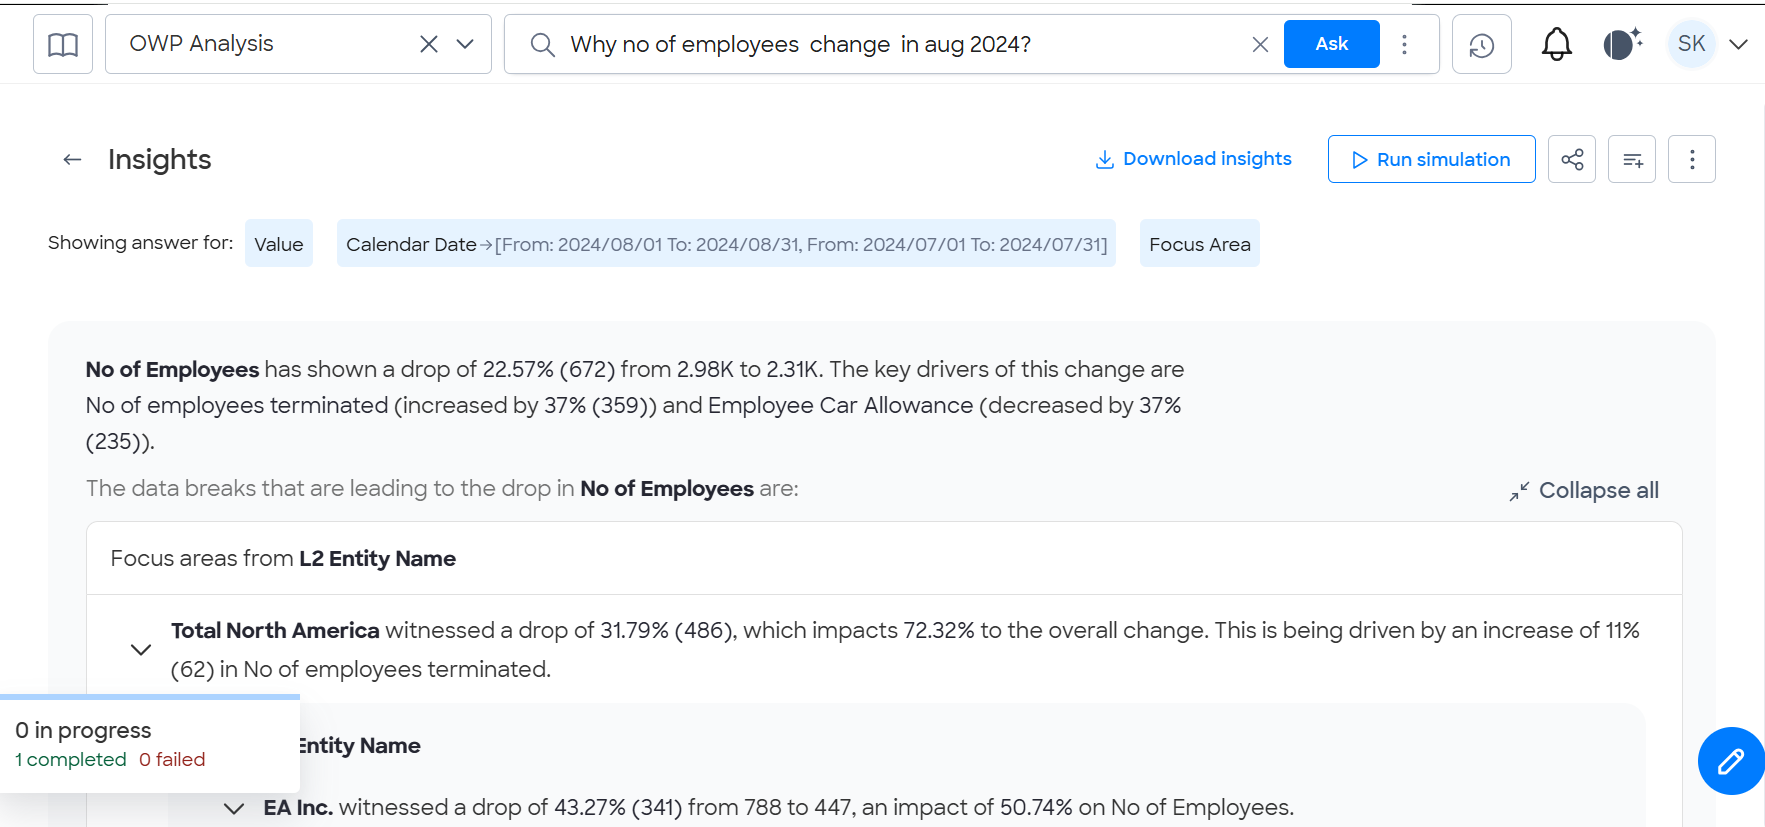 OWP Analysis
Why no of employees change in aug 2024?
Ask
SK
Insights
Download insights
Run simulation
Showing answer for:
Value
Calendar Date→[From: 2024/08/01 To: 2024/08/31, From: 2024/07/01 To: 2024/07/31]
Focus Area
No of Employees has shown a drop of 22.57% (672) from 2.98K to 2.31K. The key drivers of this change are
No of employees terminated (increased by 37% (359)) and Employee Car Allowance (decreased by 37%
(235)).
The data breaks that are leading to the drop in No of Employees are:
Collapse all
Focus areas from L2 Entity Name
Total North America witnessed a drop of 31.79% (486), which impacts 72.32% to the overall change. This is being driven by an increase of 11%
(62) in No of employees terminated.
Entity Name
0 in progress
1 completed 0 failed
EA Inc. witnessed a drop of 43.27% (341) from 788 to 447, an impact of 50.74% on No of Employees.